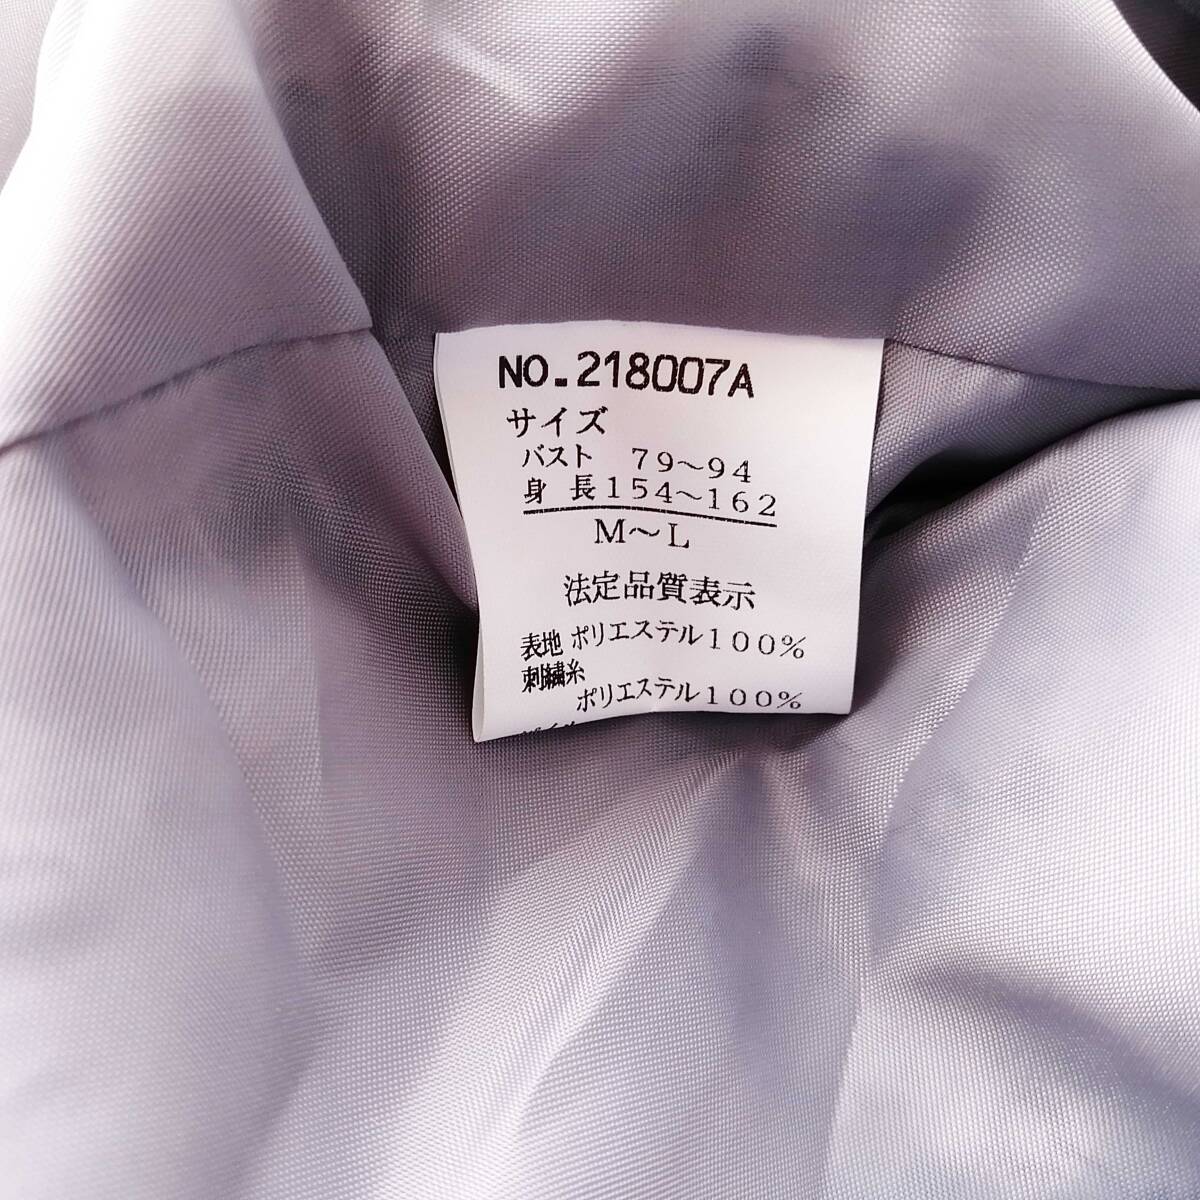 NO.218007A
サイズ
バスト 79～94
身長154～162
M～L
法定品質表示
表地 ポリエステル100%
刺繍糸
ポリエステル100%